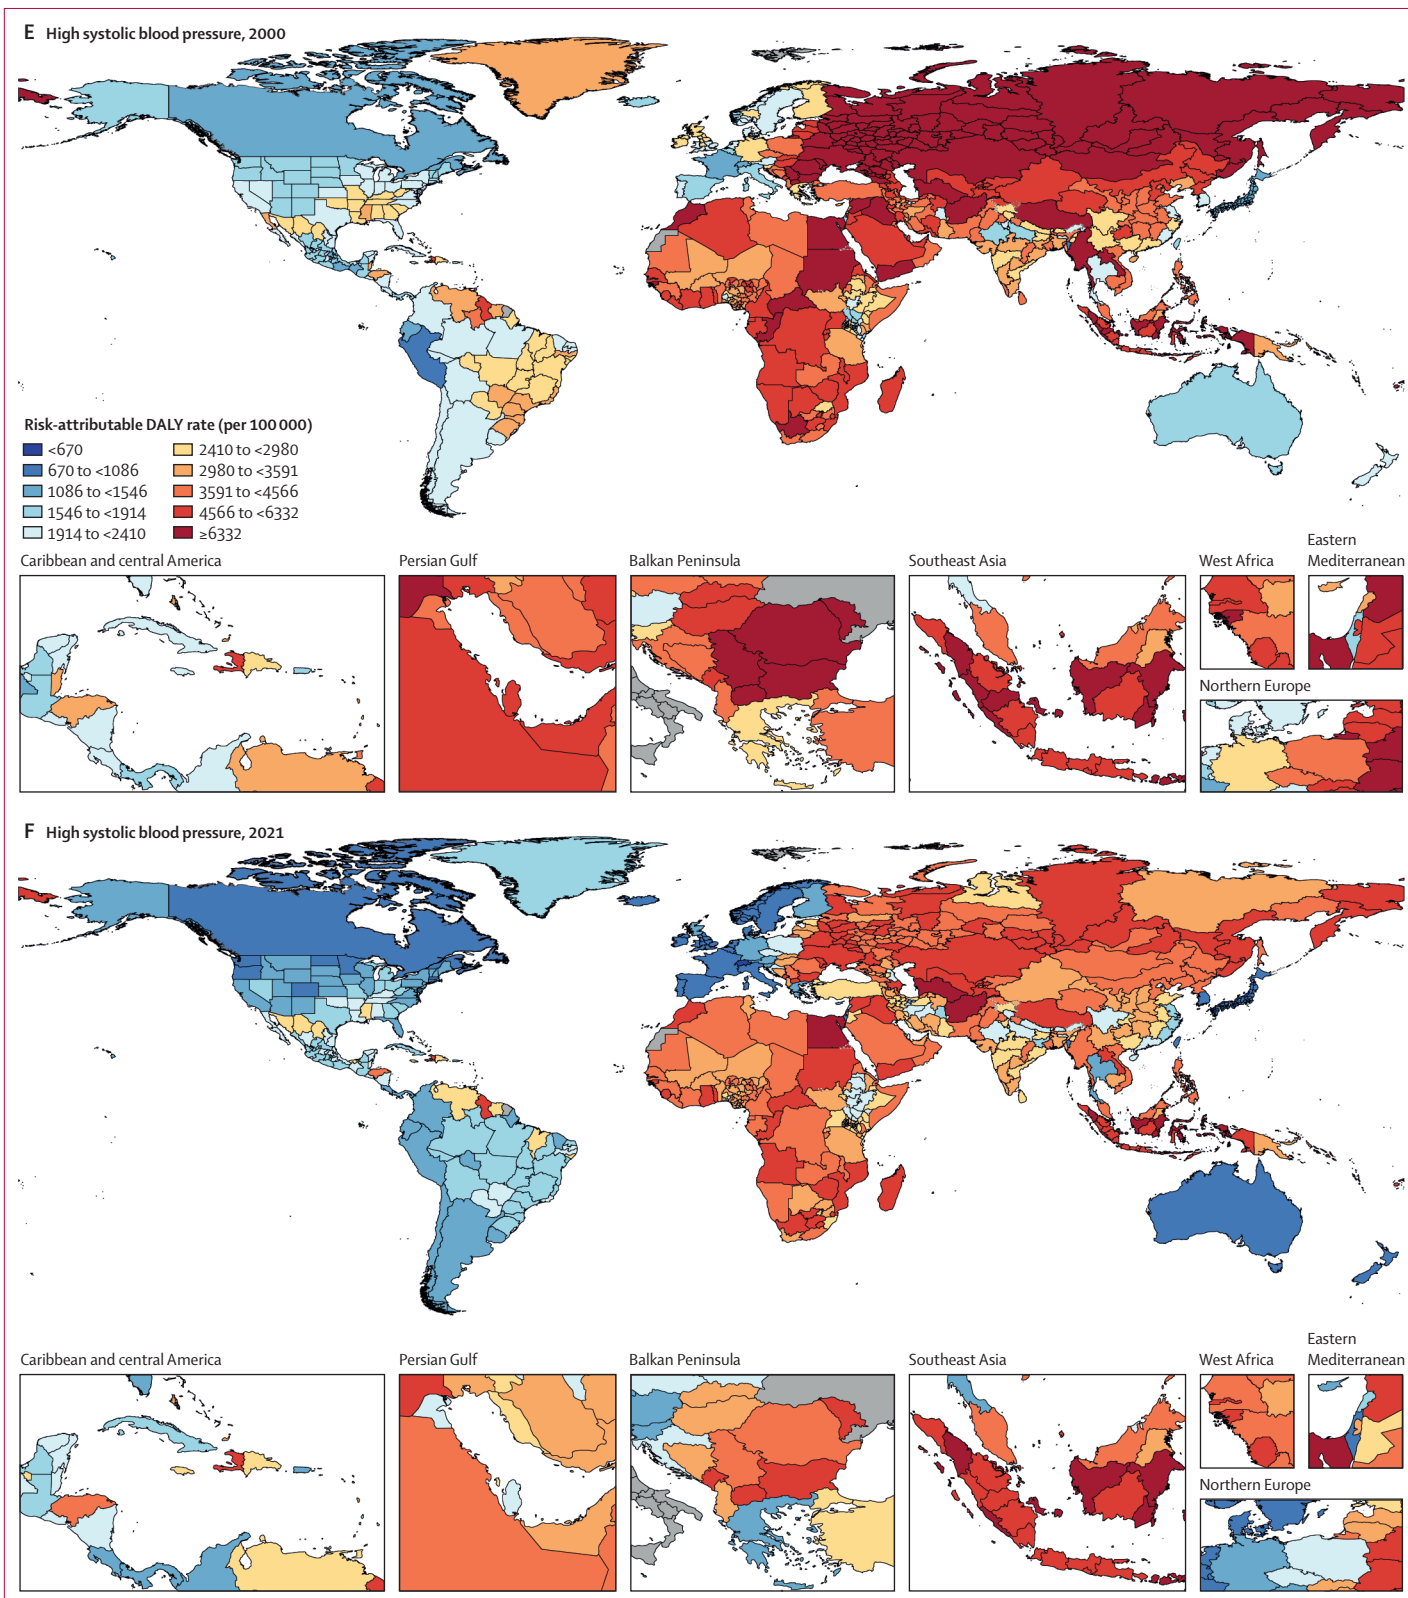 E High systolic blood pressure, 2000
Risk-attributable DALY rate (per 100 000)
<670
670 to <1086
1086 to <1546
1546 to <1914
1914 to <2410
2410 to <2980
2980 to <3591
3591 to <4566
4566 to <6332
≥6332
Caribbean and central America
Persian Gulf
Balkan Peninsula
Southeast Asia
West Africa
Eastern
Mediterranean
Northern Europe
F High systolic blood pressure, 2021
Caribbean and central America
Persian Gulf
Balkan Peninsula
Southeast Asia
West Africa
Eastern
Mediterranean
Northern Europe